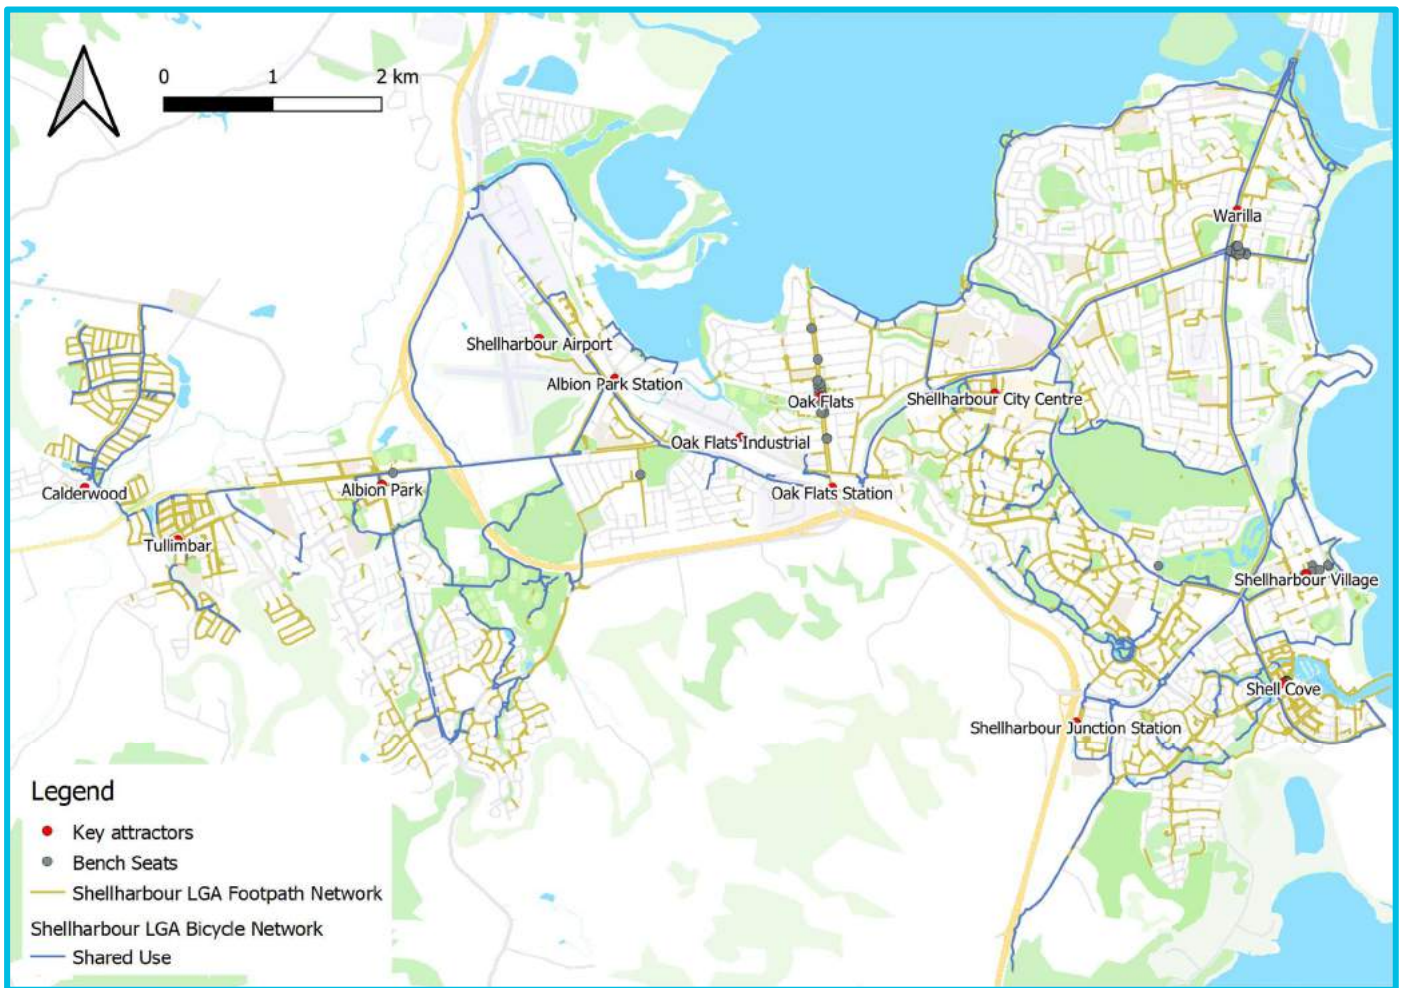 0 1 2 km
Warilla
Shellharbour Airport
Albion Park Station
Oak Flats
Shellharbour City Centre
Oak Flats Industrial
Calderwood
Albion Park
Oak Flats Station
Tullimbar
Shellharbour Village
Shell Cove
Shellharbour Junction Station
Legend
Key attractors
Bench Seats
Shellharbour LGA Footpath Network
Shellharbour LGA Bicycle Network
Shared Use